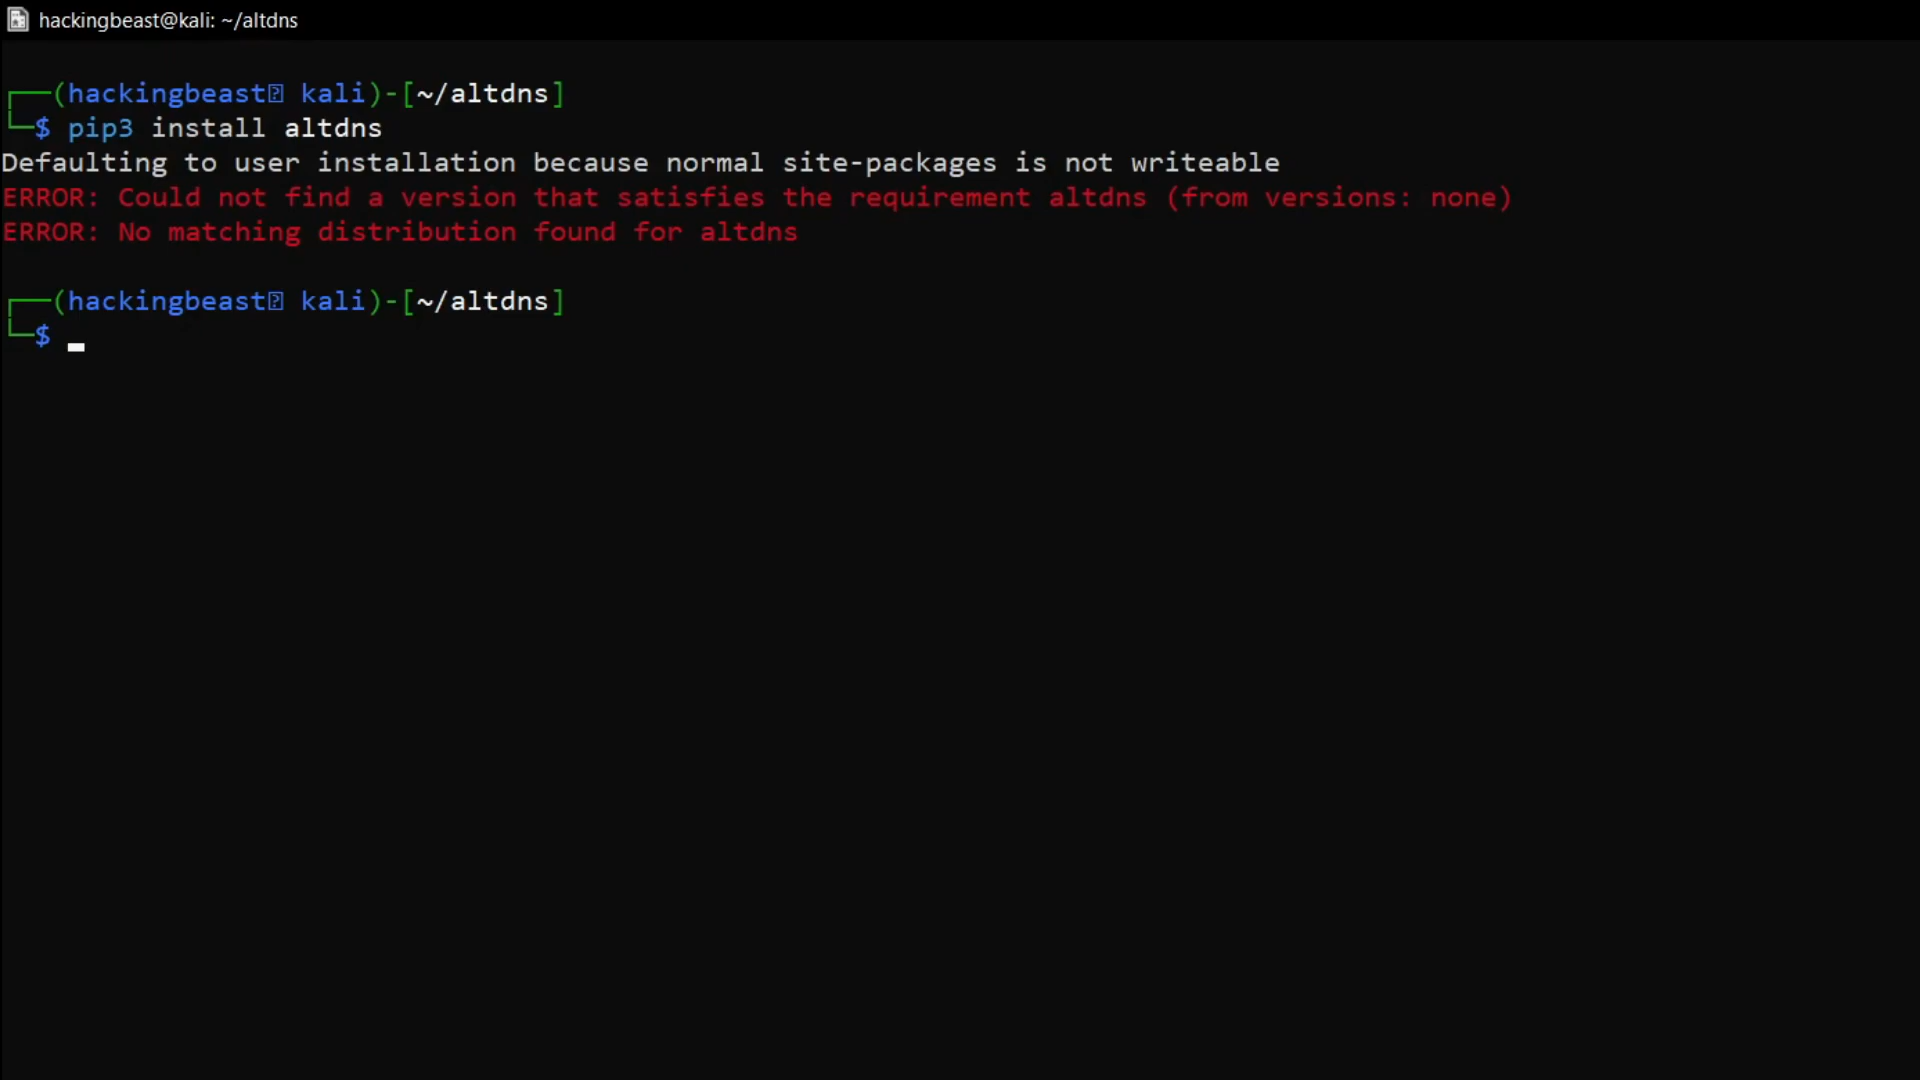 hackingbeast@kali: ~/altdns
┌──(hackingbeast⍰ kali)-[~/altdns]
└─$ pip3 install altdns
Defaulting to user installation because normal site-packages is not writeable
ERROR: Could not find a version that satisfies the requirement altdns (from versions: none)
ERROR: No matching distribution found for altdns
┌──(hackingbeast⍰ kali)-[~/altdns]
└─$